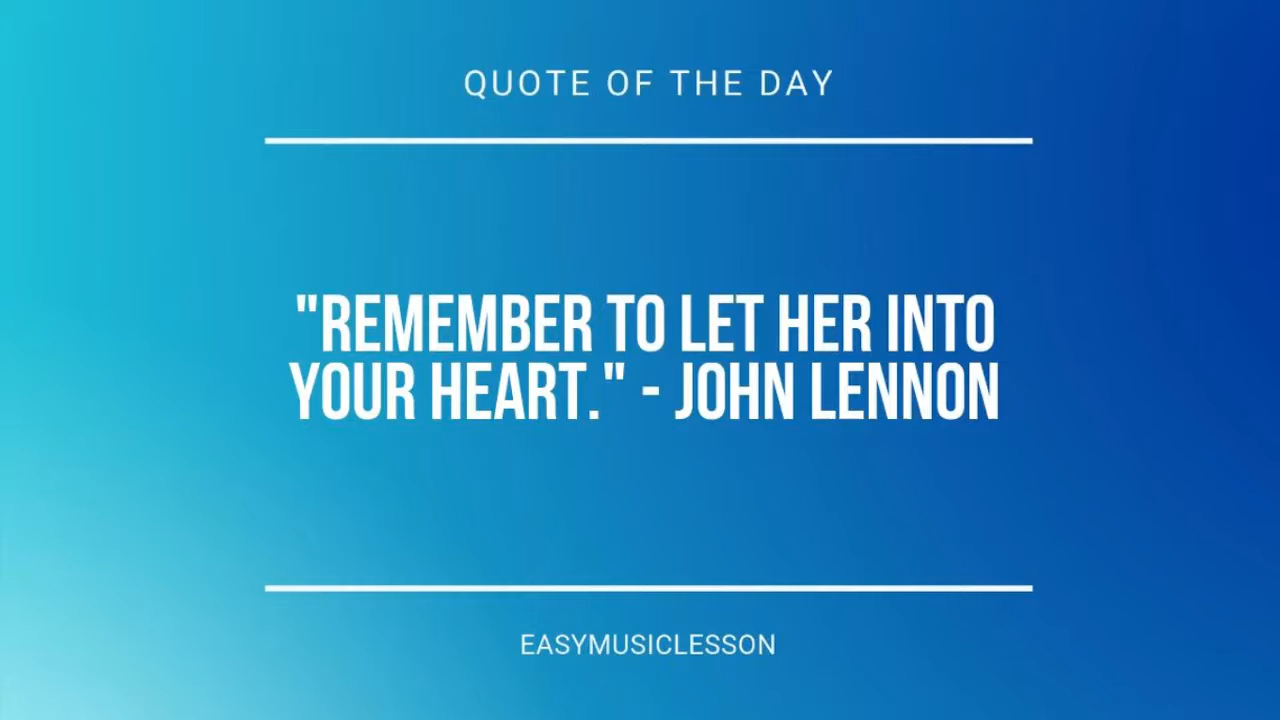 QUOTE OF THE DAY
"REMEMBER TO LET HER INTO
YOUR HEART." - JOHN LENNON
EASYMUSICLESSON